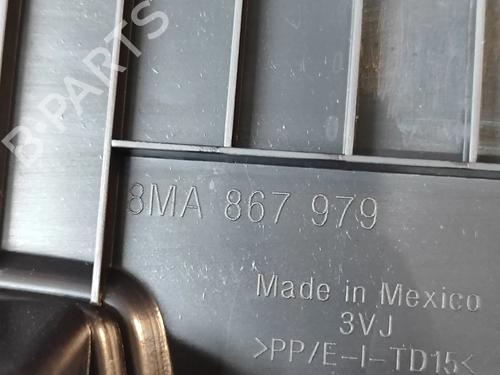 B-PARTS
8MA 867 979
Made in Mexico
3VJ
>PP/E-I-TD15<